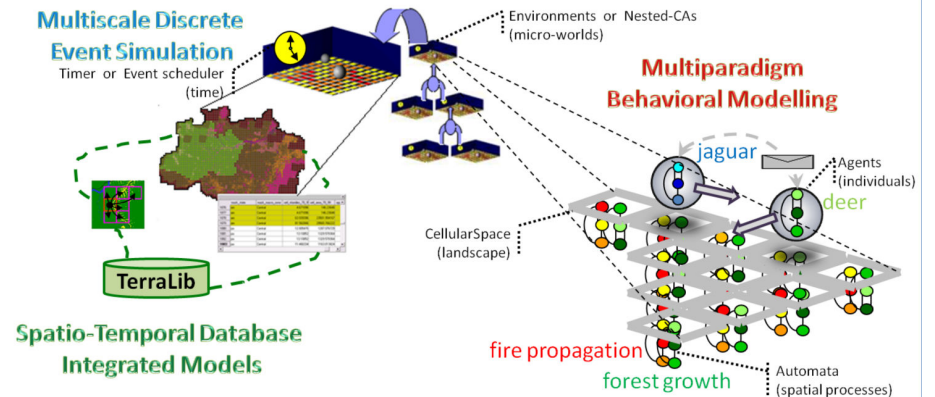 Multiscale Discrete
Event Simulation
Timer or Event scheduler
(time)
Environments or Nested-CAs
(micro-worlds)
Multiparadigm
Behavioral Modelling
jaguar
Agents
(individuals)
deer
CellularSpace
(landscape)
TerraLib
Spatio-Temporal Database
Integrated Models
fire propagation
forest growth
Automata
(spatial processes)